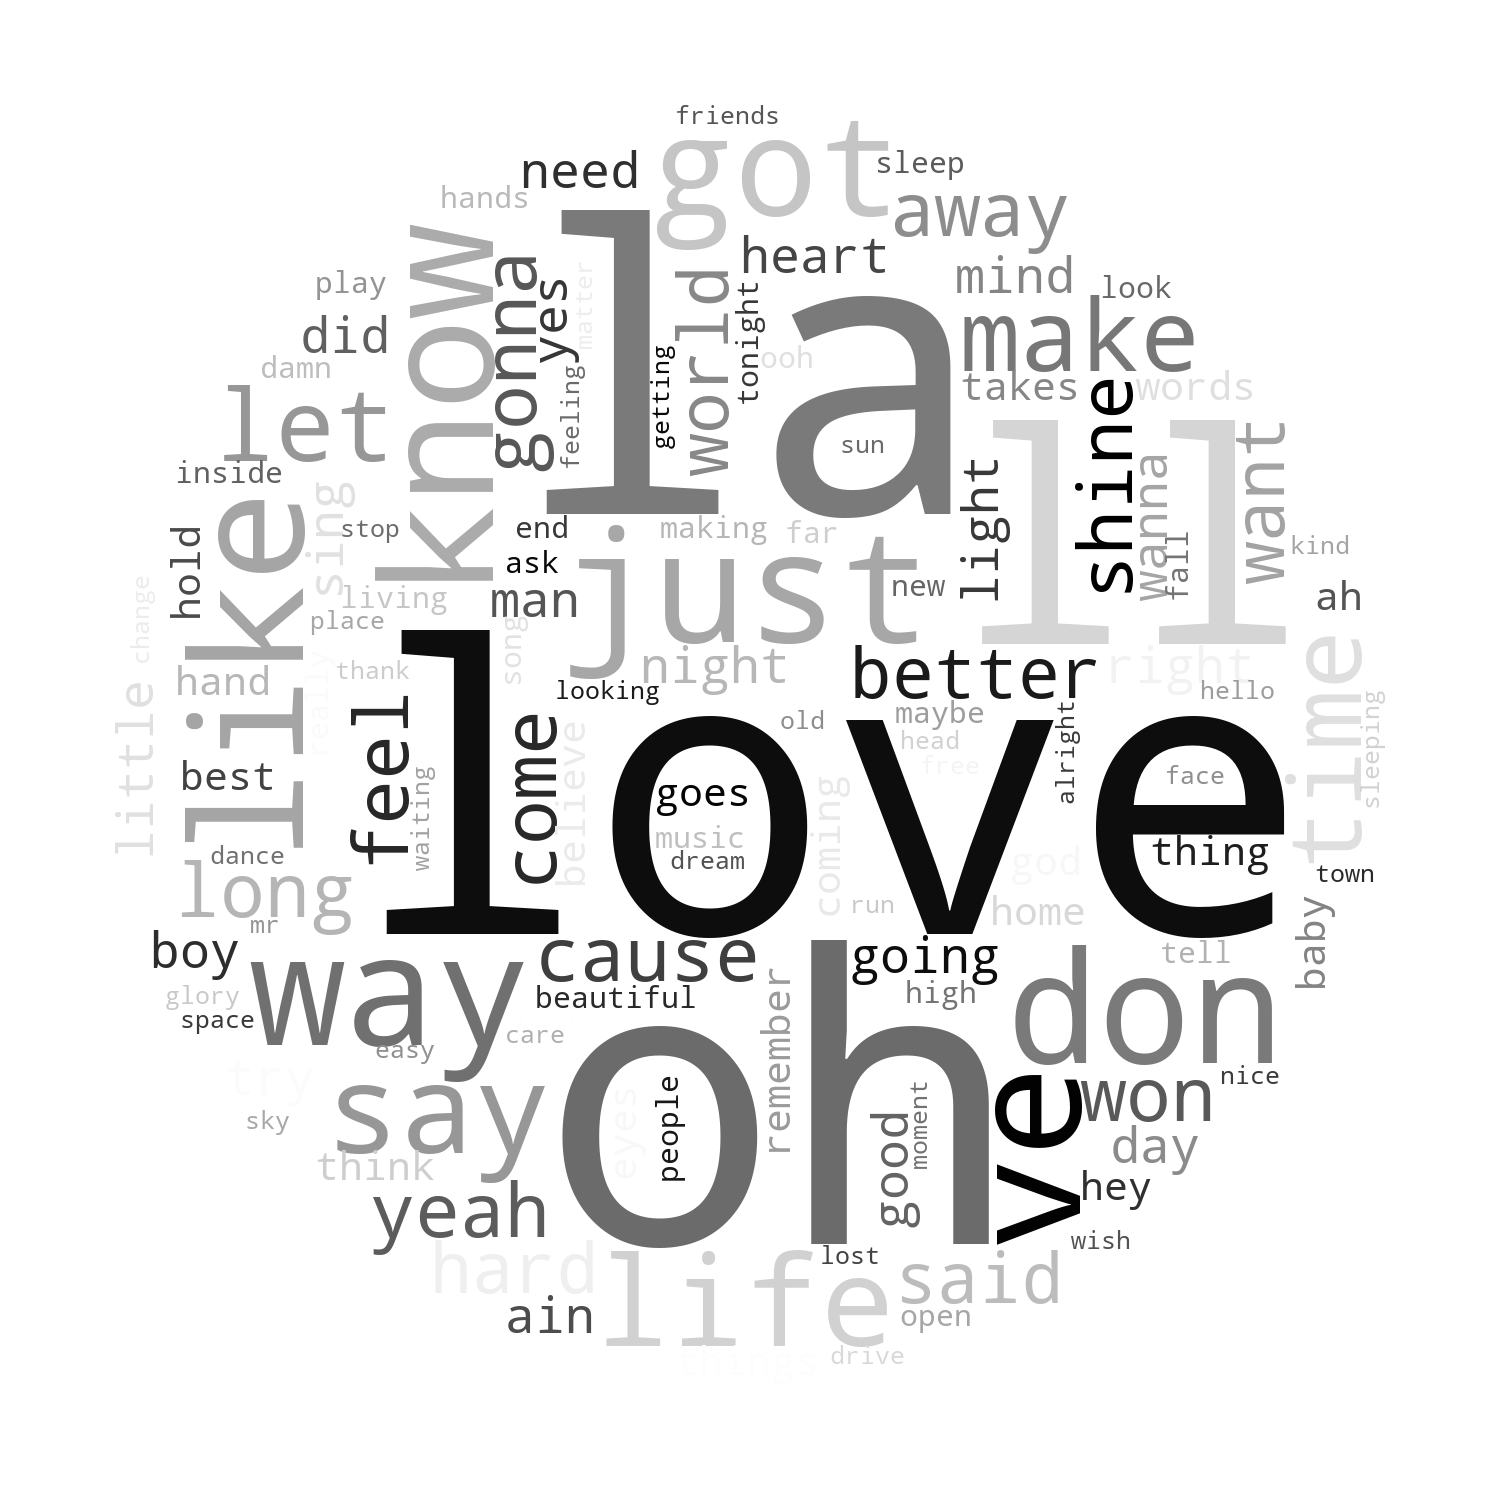 friends
need
got
sleep
hands
away
know
la
heart
mind
gonna
yes
matter
world
tonight
play
look
did
make
getting
ooh
damn
feeling
takes
words
let
shine
sun
ll
want
inside
light
wanna
like
sing
hold
stop
end
making
far
fall
kind
just
ask
new
living
man
ah
change
place
song
night
better
right
time
really
thank
hand
looking
hello
little
feel
come
believe
old
maybe
alright
sleeping
love
head
free
best
waiting
goes
face
coming
music
dance
dream
god
thing
long
town
mr
run
home
baby
boy
way
cause
going
tell
don
glory
space
beautiful
high
remember
care
easy
oh
try
say
eyes
people
good
moment
ve
won
nice
sky
think
day
yeah
hey
hard
lost
wish
life
said
ain
open
things
drive